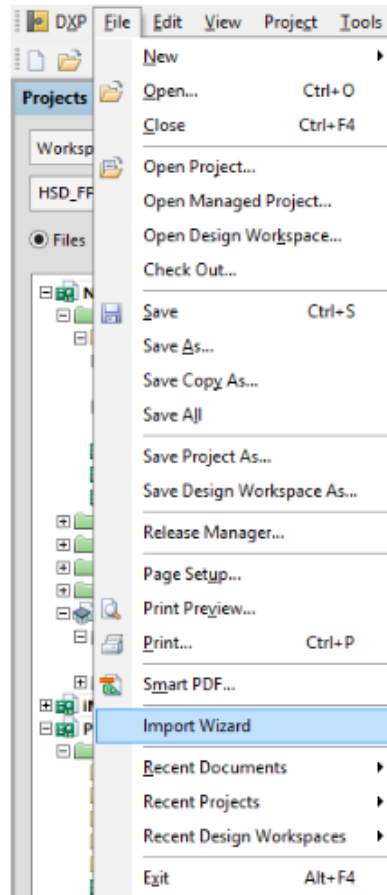 DXP File Edit View Project Tools
New
Projects
Open... Ctrl+O
Close Ctrl+F4
Worksp
Open Project...
HSD_FP
Open Managed Project...
Files
Open Design Workspace...
Check Out...
N
Save Ctrl+S
Save As...
Save Copy As...
Save All
Save Project As...
Save Design Workspace As...
Release Manager...
Page Setup...
Print Preview...
Print... Ctrl+P
Smart PDF...
Import Wizard
P
Recent Documents
Recent Projects
Recent Design Workspaces
Exit Alt+F4